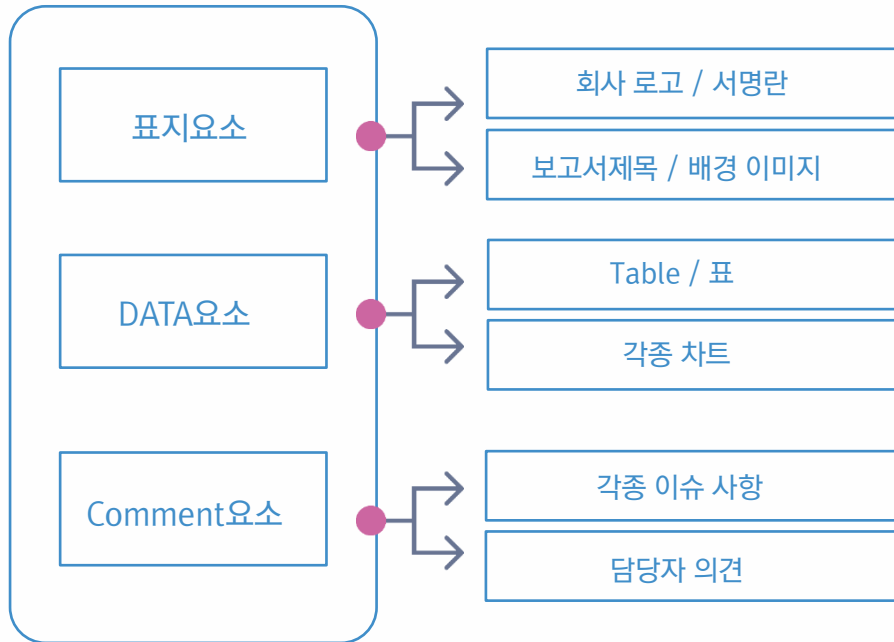 표지요소
회사 로고 / 서명란
보고서제목 / 배경 이미지
DATA요소
Table / 표
각종 차트
Comment요소
각종 이슈 사항
담당자 의견